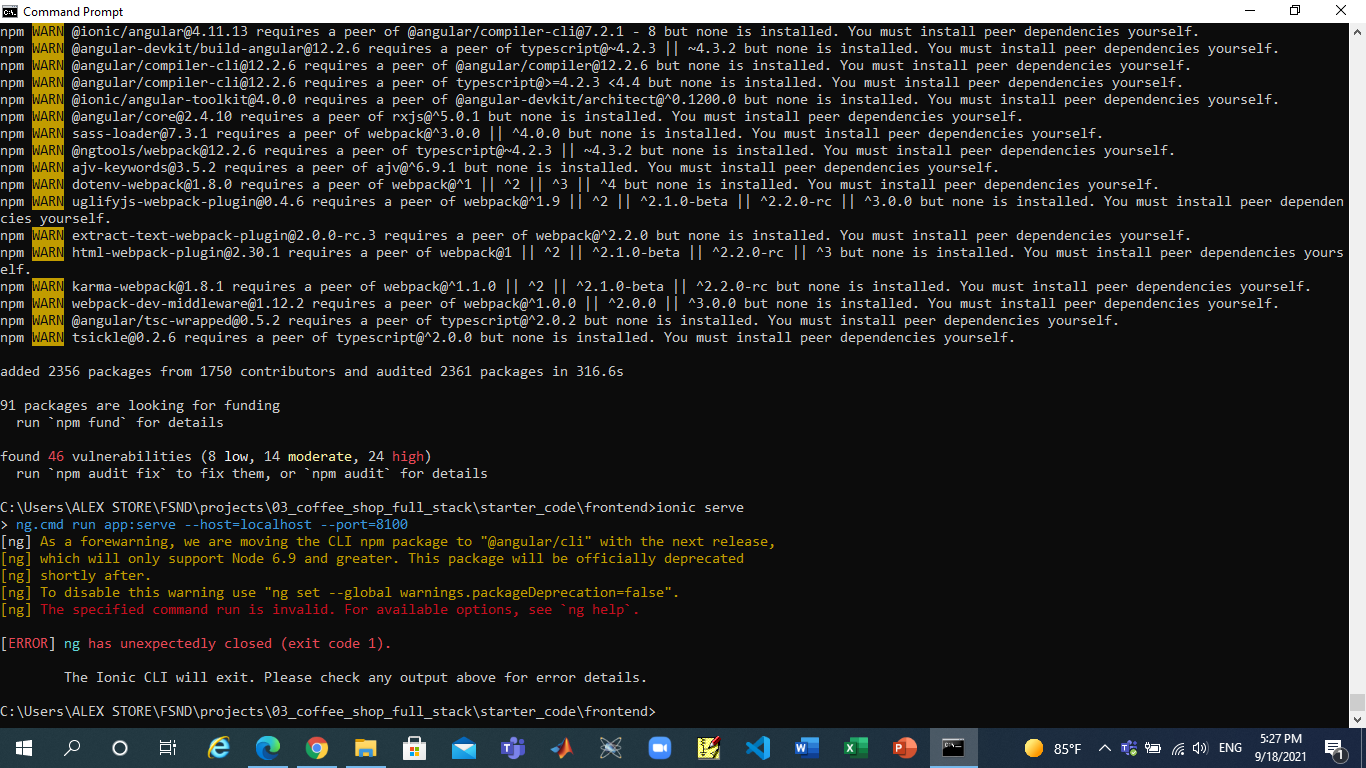 Command Prompt
npm WARN @ionic/angular@4.11.13 requires a peer of @angular/compiler-cli@7.2.1 - 8 but none is installed. You must install peer dependencies yourself.
npm WARN @angular-devkit/build-angular@12.2.6 requires a peer of typescript@~4.2.3 || ~4.3.2 but none is installed. You must install peer dependencies yourself.
npm WARN @angular/compiler-cli@12.2.6 requires a peer of @angular/compiler@12.2.6 but none is installed. You must install peer dependencies yourself.
npm WARN @angular/compiler-cli@12.2.6 requires a peer of typescript@>=4.2.3 <4.4 but none is installed. You must install peer dependencies yourself.
npm WARN @ionic/angular-toolkit@4.0.0 requires a peer of @angular-devkit/architect@^0.1200.0 but none is installed. You must install peer dependencies yourself.
npm WARN @angular/core@2.4.10 requires a peer of rxjs@^5.0.1 but none is installed. You must install peer dependencies yourself.
npm WARN sass-loader@7.3.1 requires a peer of webpack@^3.0.0 || ^4.0.0 but none is installed. You must install peer dependencies yourself.
npm WARN @ngtools/webpack@12.2.6 requires a peer of typescript@~4.2.3 || ~4.3.2 but none is installed. You must install peer dependencies yourself.
npm WARN ajv-keywords@3.5.2 requires a peer of ajv@^6.9.1 but none is installed. You must install peer dependencies yourself.
npm WARN dotenv-webpack@1.8.0 requires a peer of webpack@^1 || ^2 || ^3 || ^4 but none is installed. You must install peer dependencies yourself.
npm WARN uglifyjs-webpack-plugin@0.4.6 requires a peer of webpack@^1.9 || ^2 || ^2.1.0-beta || ^2.2.0-rc || ^3.0.0 but none is installed. You must install peer dependen
cies yourself.
npm WARN extract-text-webpack-plugin@2.0.0-rc.3 requires a peer of webpack@^2.2.0 but none is installed. You must install peer dependencies yourself.
npm WARN html-webpack-plugin@2.30.1 requires a peer of webpack@1 || ^2 || ^2.1.0-beta || ^2.2.0-rc || ^3 but none is installed. You must install peer dependencies yours
elf.
npm WARN karma-webpack@1.8.1 requires a peer of webpack@^1.1.0 || ^2 || ^2.1.0-beta || ^2.2.0-rc but none is installed. You must install peer dependencies yourself.
npm WARN webpack-dev-middleware@1.12.2 requires a peer of webpack@^1.0.0 || ^2.0.0 || ^3.0.0 but none is installed. You must install peer dependencies yourself.
npm WARN @angular/tsc-wrapped@0.5.2 requires a peer of typescript@^2.0.2 but none is installed. You must install peer dependencies yourself.
npm WARN tsickle@0.2.6 requires a peer of typescript@^2.0.0 but none is installed. You must install peer dependencies yourself.
added 2356 packages from 1750 contributors and audited 2361 packages in 316.6s
91 packages are looking for funding
run `npm fund` for details
found 46 vulnerabilities (8 low, 14 moderate, 24 high)
run `npm audit fix` to fix them, or `npm audit` for details
C:\Users\ALEX STORE\FSND\projects\03_coffee_shop_full_stack\starter_code\frontend>ionic serve
> ng.cmd run app:serve --host=localhost --port=8100
[ng] As a forewarning, we are moving the CLI npm package to "@angular/cli" with the next release,
[ng] which will only support Node 6.9 and greater. This package will be officially deprecated
[ng] shortly after.
[ng] To disable this warning use "ng set --global warnings.packageDeprecation=false".
[ng] The specified command run is invalid. For available options, see `ng help`.
[ERROR] ng has unexpectedly closed (exit code 1).
The Ionic CLI will exit. Please check any output above for error details.
C:\Users\ALEX STORE\FSND\projects\03_coffee_shop_full_stack\starter_code\frontend>
85°F
ENG
5:27 PM
9/18/2021
1